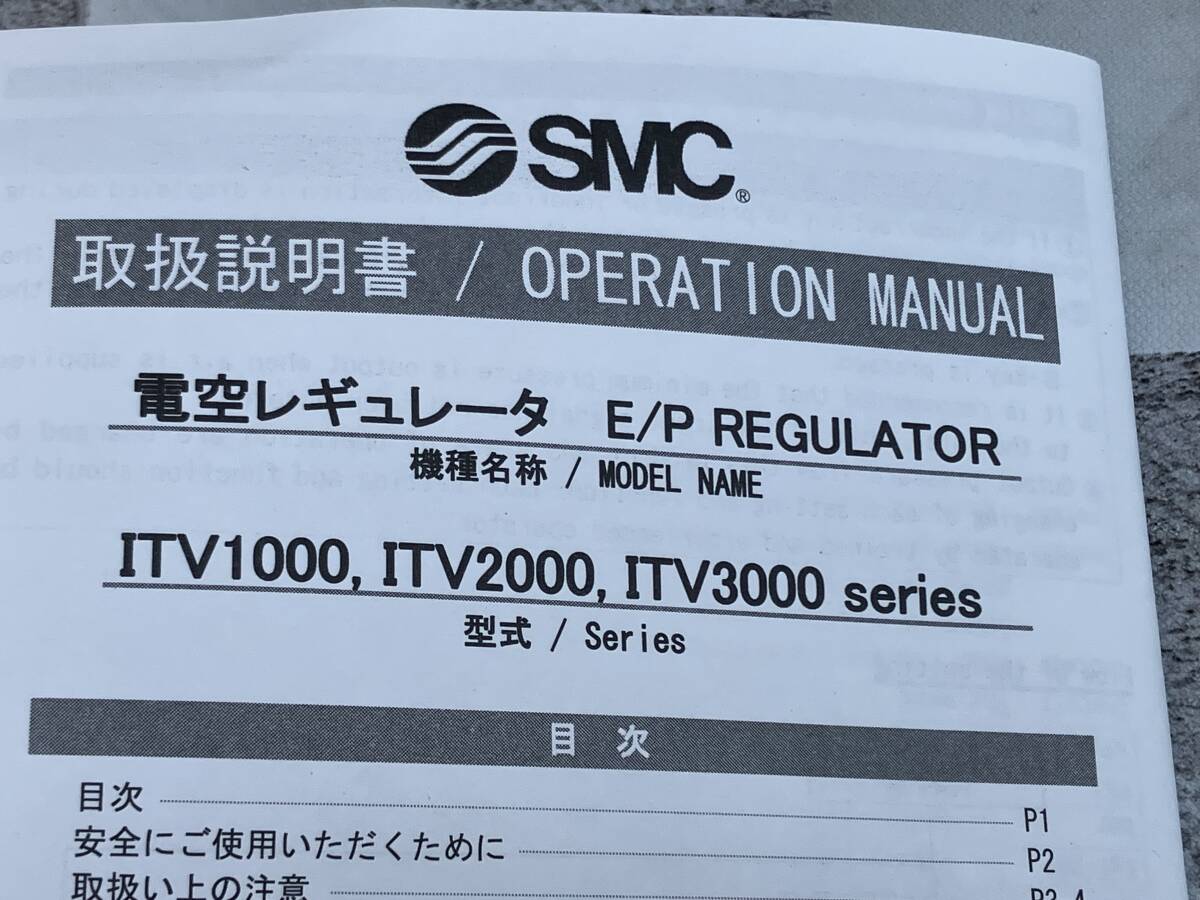 SMC®
取扱説明書 / OPERATION MANUAL
電空レギュレータ E/P REGULATOR
機種名称 / MODEL NAME
ITV1000, ITV2000, ITV3000 series
型式 / Series
目 次
目次 P1
安全にご使用いただくために P2
取扱い上の注意